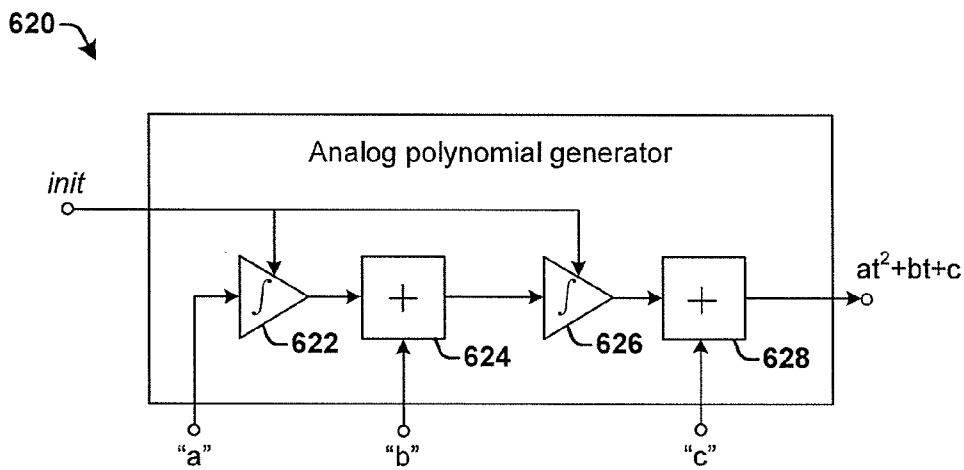 620
Analog polynomial generator
init
at²+bt+c
∫
+
∫
+
622
624
626
628
"a"
"b"
"c"